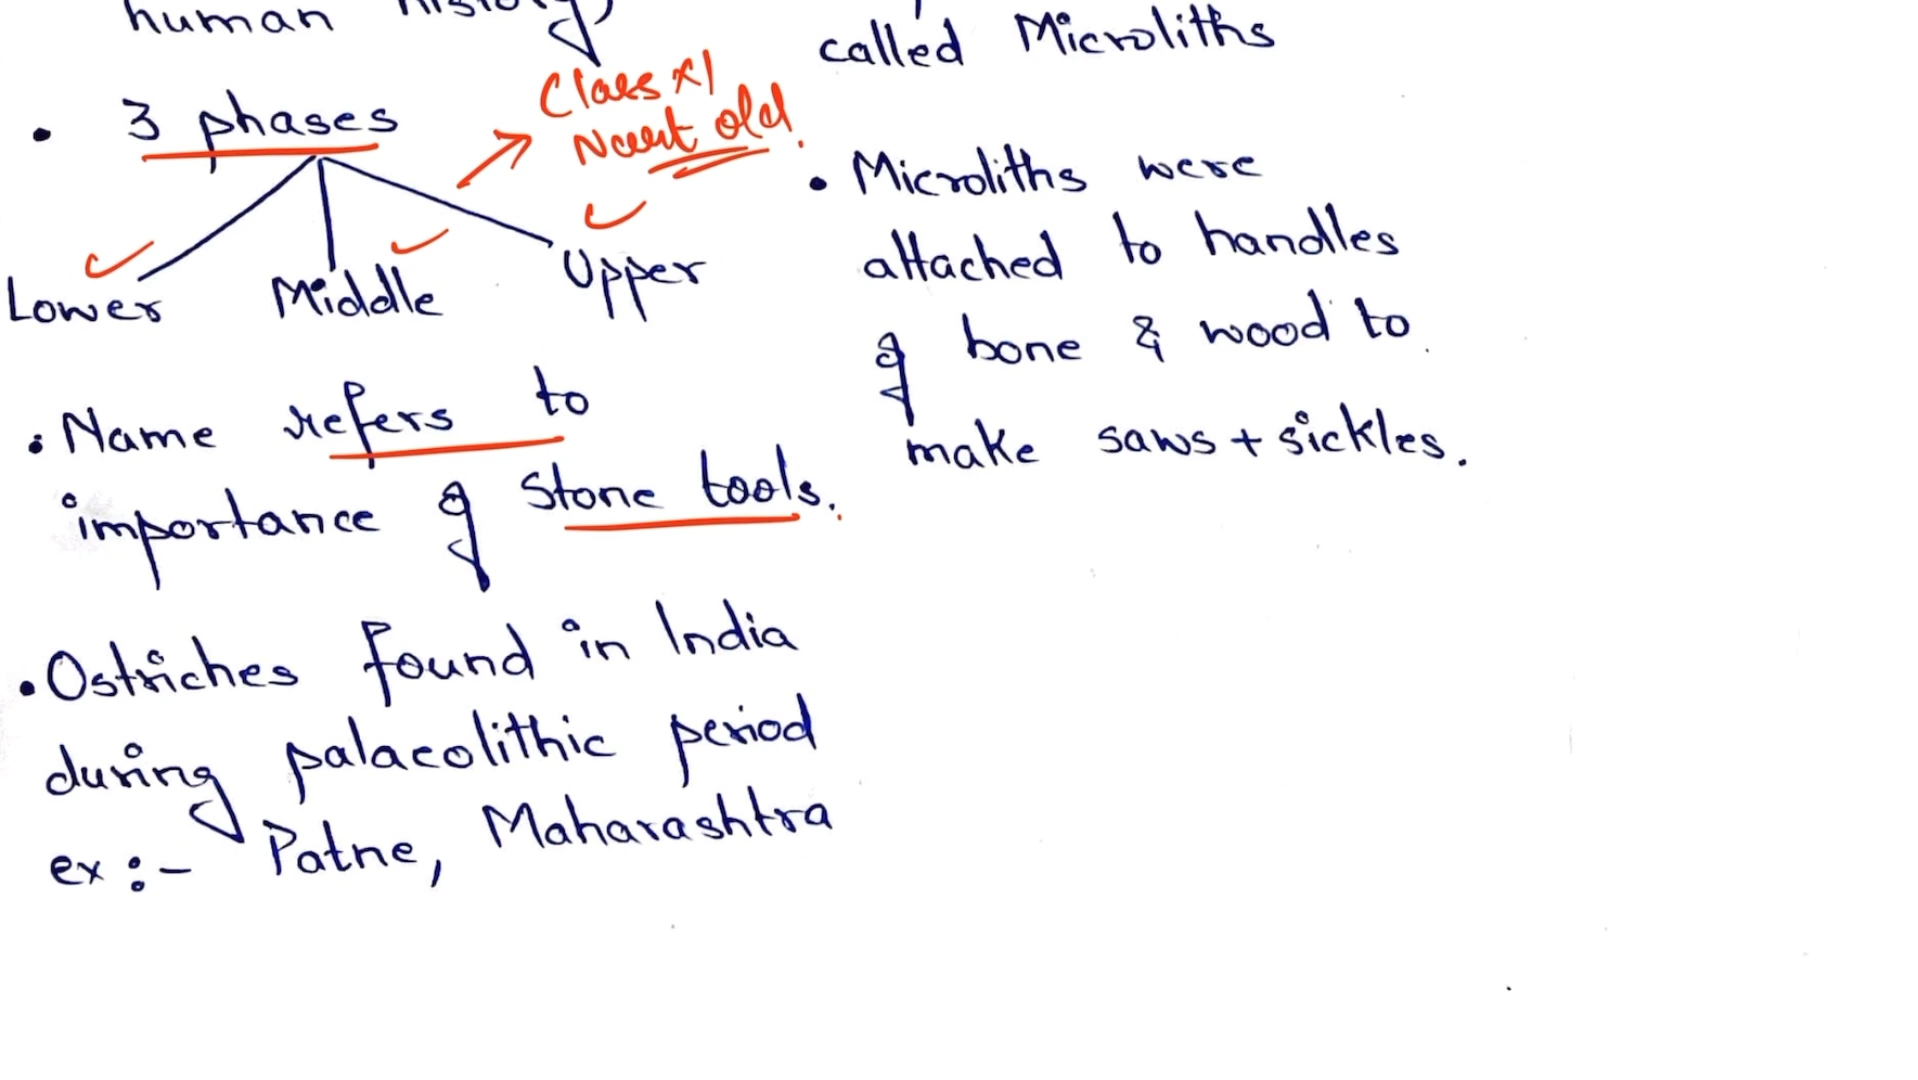 human history
• 3 phases
Class XI
Ncert old.
Lower Middle Upper
• Name refers to
importance of stone tools.
• Ostriches found in India
during palaeolithic period
ex :- Patne, Maharashtra
called Microliths
• Microliths were
attached to handles
of bone & wood to
make saws + sickles.